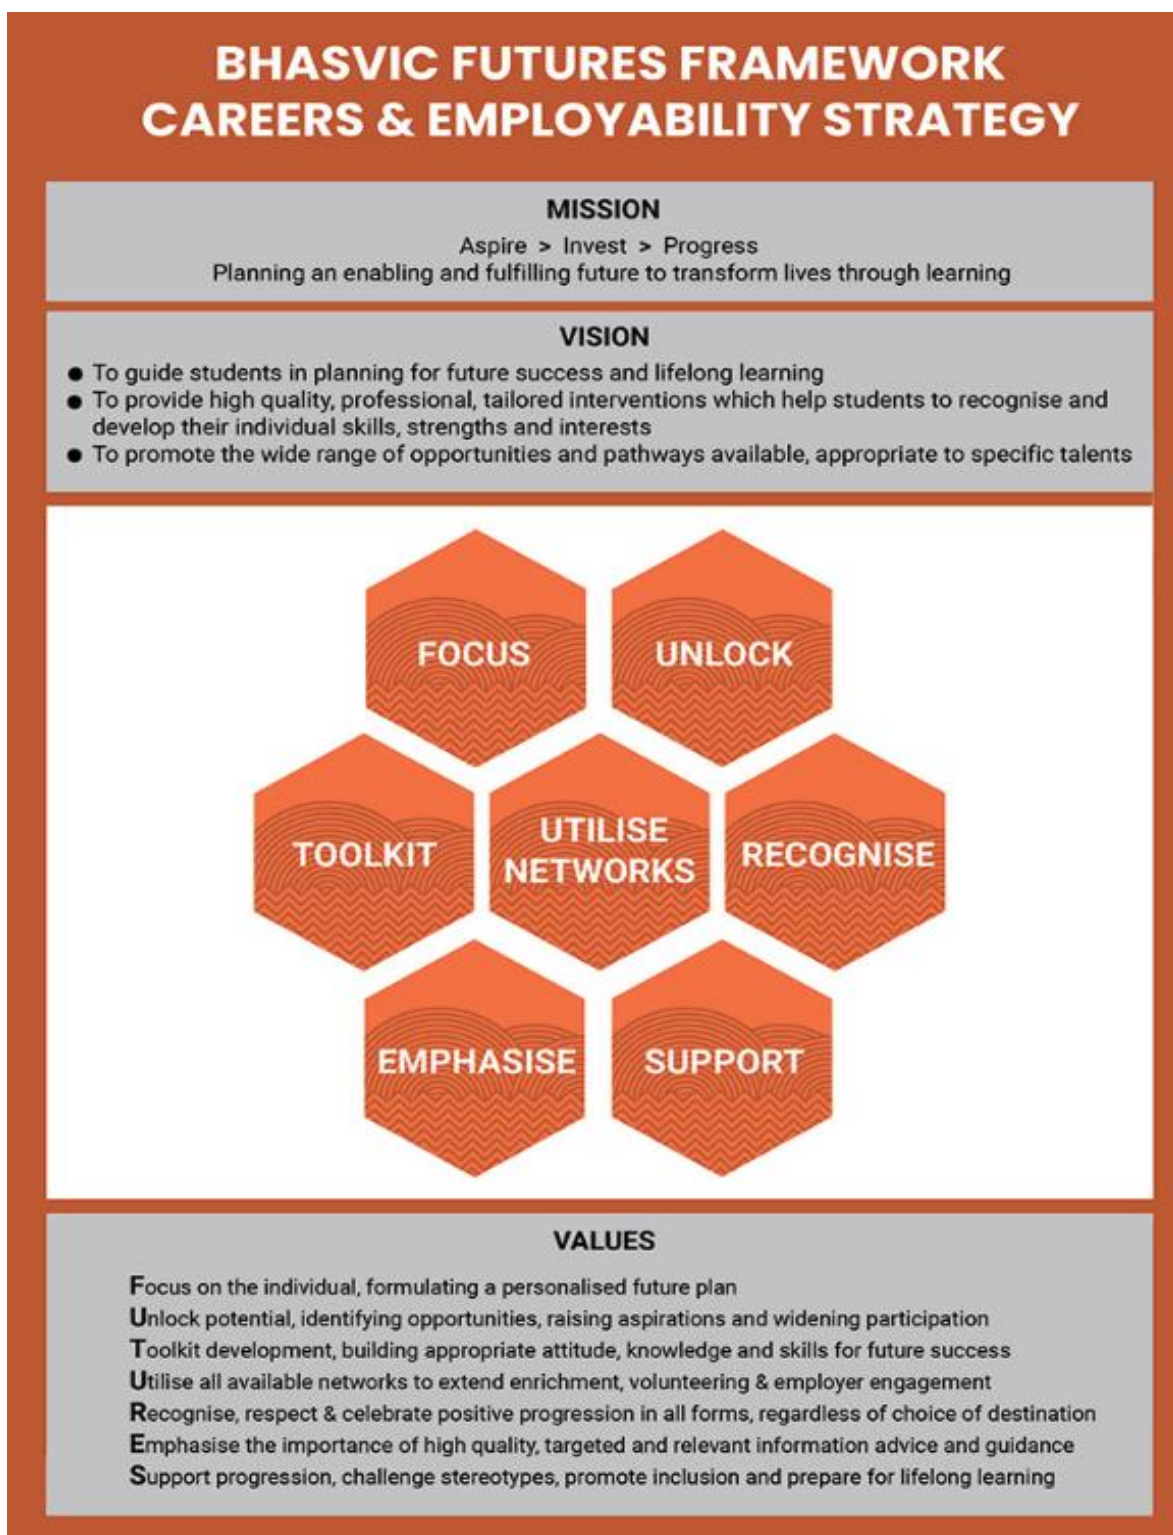 BHASVIC FUTURES FRAMEWORK
CAREERS & EMPLOYABILITY STRATEGY
MISSION
Aspire > Invest > Progress
Planning an enabling and fulfilling future to transform lives through learning
VISION
● To guide students in planning for future success and lifelong learning
● To provide high quality, professional, tailored interventions which help students to recognise and
develop their individual skills, strengths and interests
● To promote the wide range of opportunities and pathways available, appropriate to specific talents
FOCUS
UNLOCK
TOOLKIT
UTILISE
NETWORKS
RECOGNISE
EMPHASISE
SUPPORT
VALUES
Focus on the individual, formulating a personalised future plan
Unlock potential, identifying opportunities, raising aspirations and widening participation
Toolkit development, building appropriate attitude, knowledge and skills for future success
Utilise all available networks to extend enrichment, volunteering & employer engagement
Recognise, respect & celebrate positive progression in all forms, regardless of choice of destination
Emphasise the importance of high quality, targeted and relevant information advice and guidance
Support progression, challenge stereotypes, promote inclusion and prepare for lifelong learning